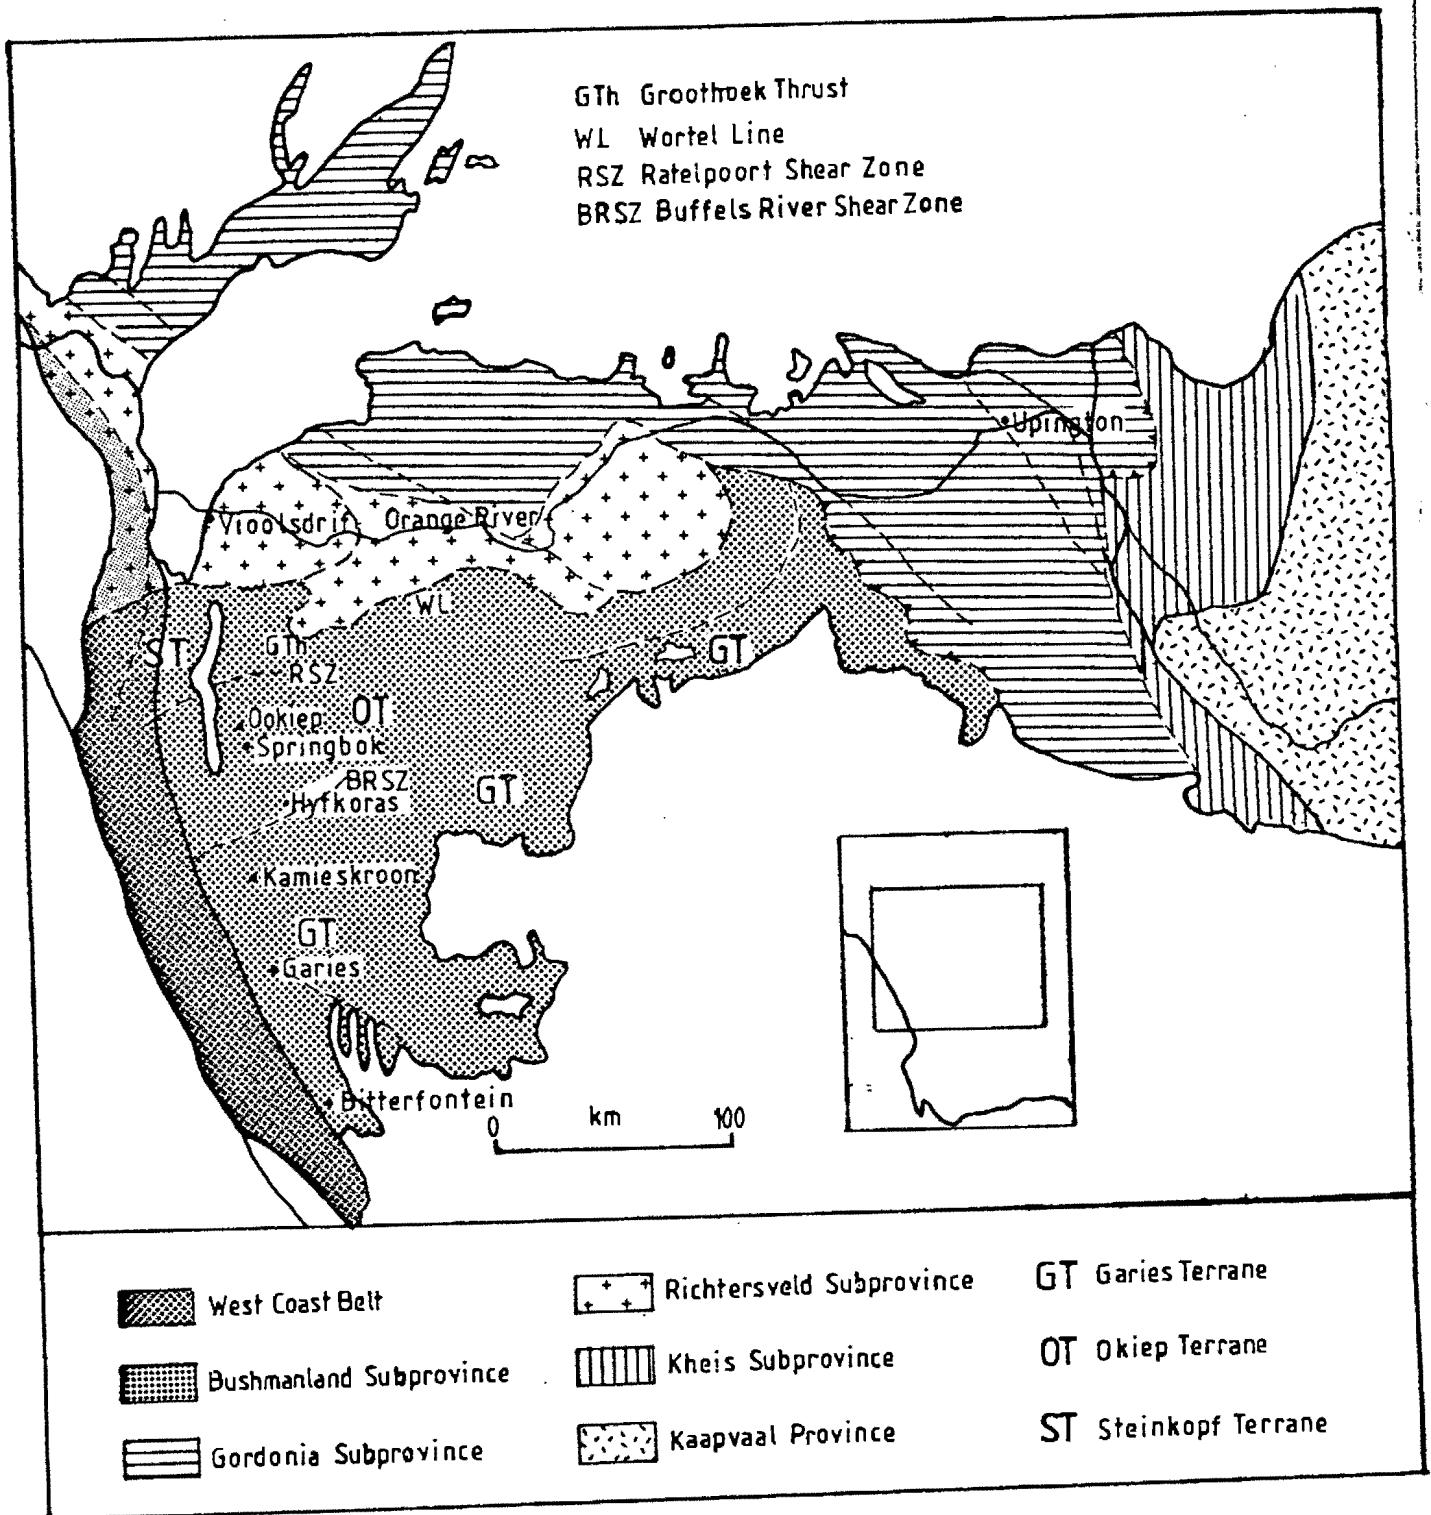 GTh Groothoek Thrust
WL Wortel Line
RSZ Ratelpoort Shear Zone
BRSZ Buffels River Shear Zone
Upington
Vioolsdrif
Orange River
WL
ST
GTh
GT
RSZ
Ookiep
OT
Springbok
BRSZ
GT
Hyfkoras
Kamieskroon
GT
Garies
Bitterfontein
0 km 100
West Coast Belt
Richtersveld Subprovince
GT Garies Terrane
Bushmanland Subprovince
Kheis Subprovince
OT Okiep Terrane
Gordonia Subprovince
Kaapvaal Province
ST Steinkopf Terrane